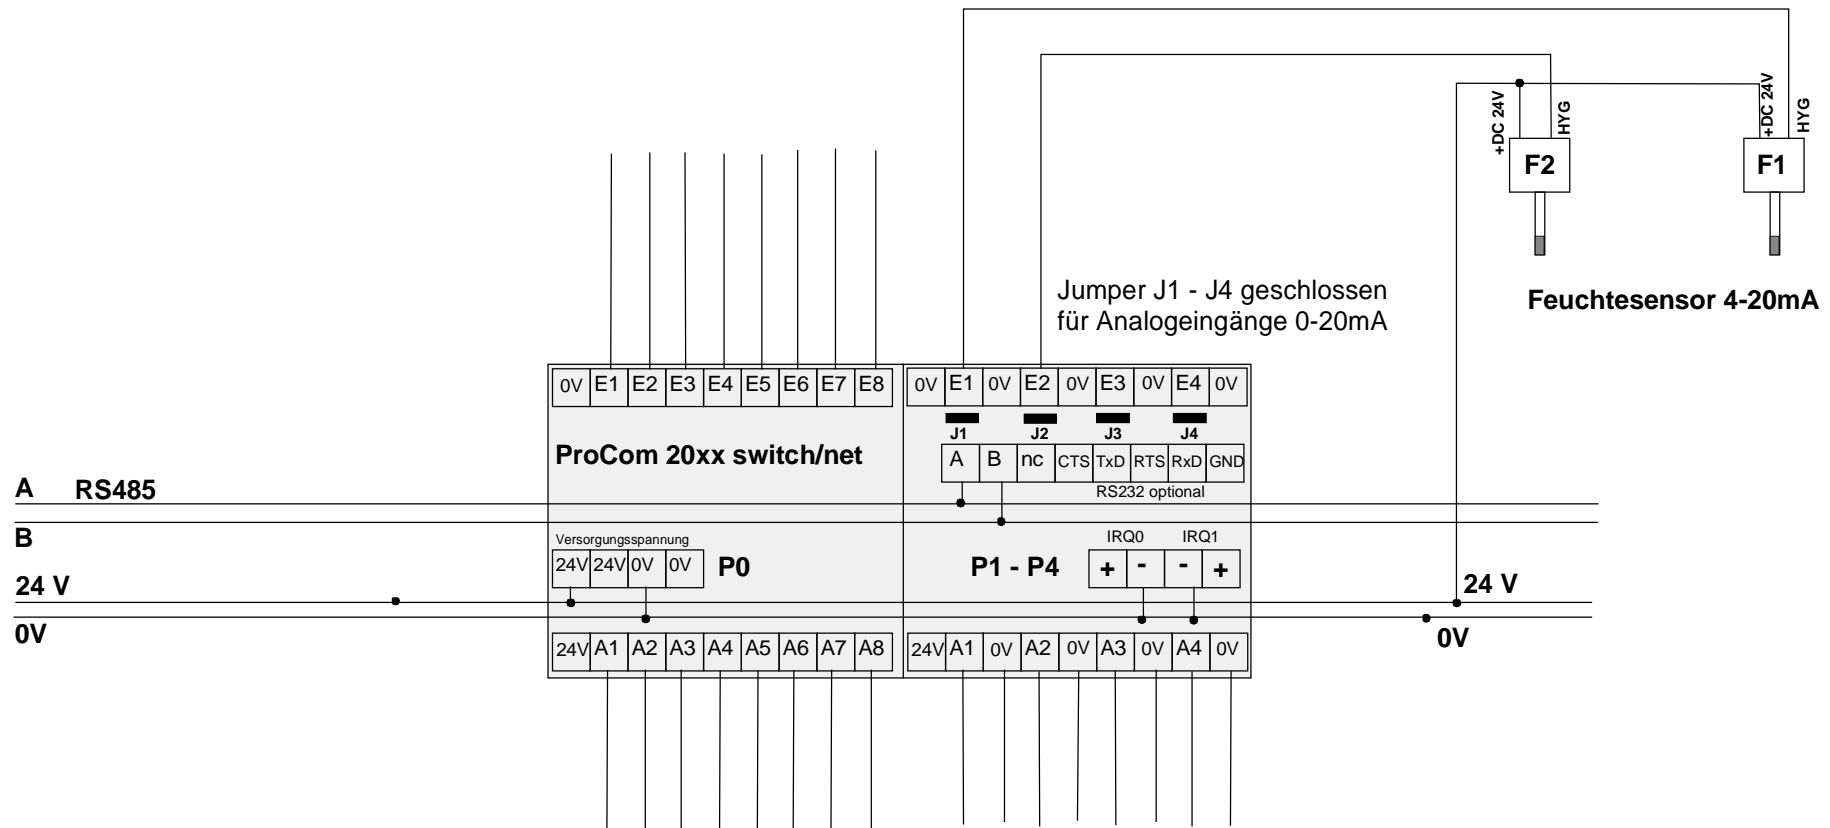 +DC 24V
HYG
+DC 24V
HYG
F2
F1
Jumper J1 - J4 geschlossen
für Analogeingänge 0-20mA
Feuchtesensor 4-20mA
0V E1 E2 E3 E4 E5 E6 E7 E8
0V E1 0V E2 0V E3 0V E4 0V
J1 J2 J3 J4
ProCom 20xx switch/net
A B nc CTS TxD RTS RxD GND
RS232 optional
A RS485
B
Versorgungsspannung
24V 24V 0V 0V
P0
P1 - P4
IRQ0 IRQ1
+ - - +
24 V
24 V
0V
0V
24V A1 A2 A3 A4 A5 A6 A7 A8
24V A1 0V A2 0V A3 0V A4 0V